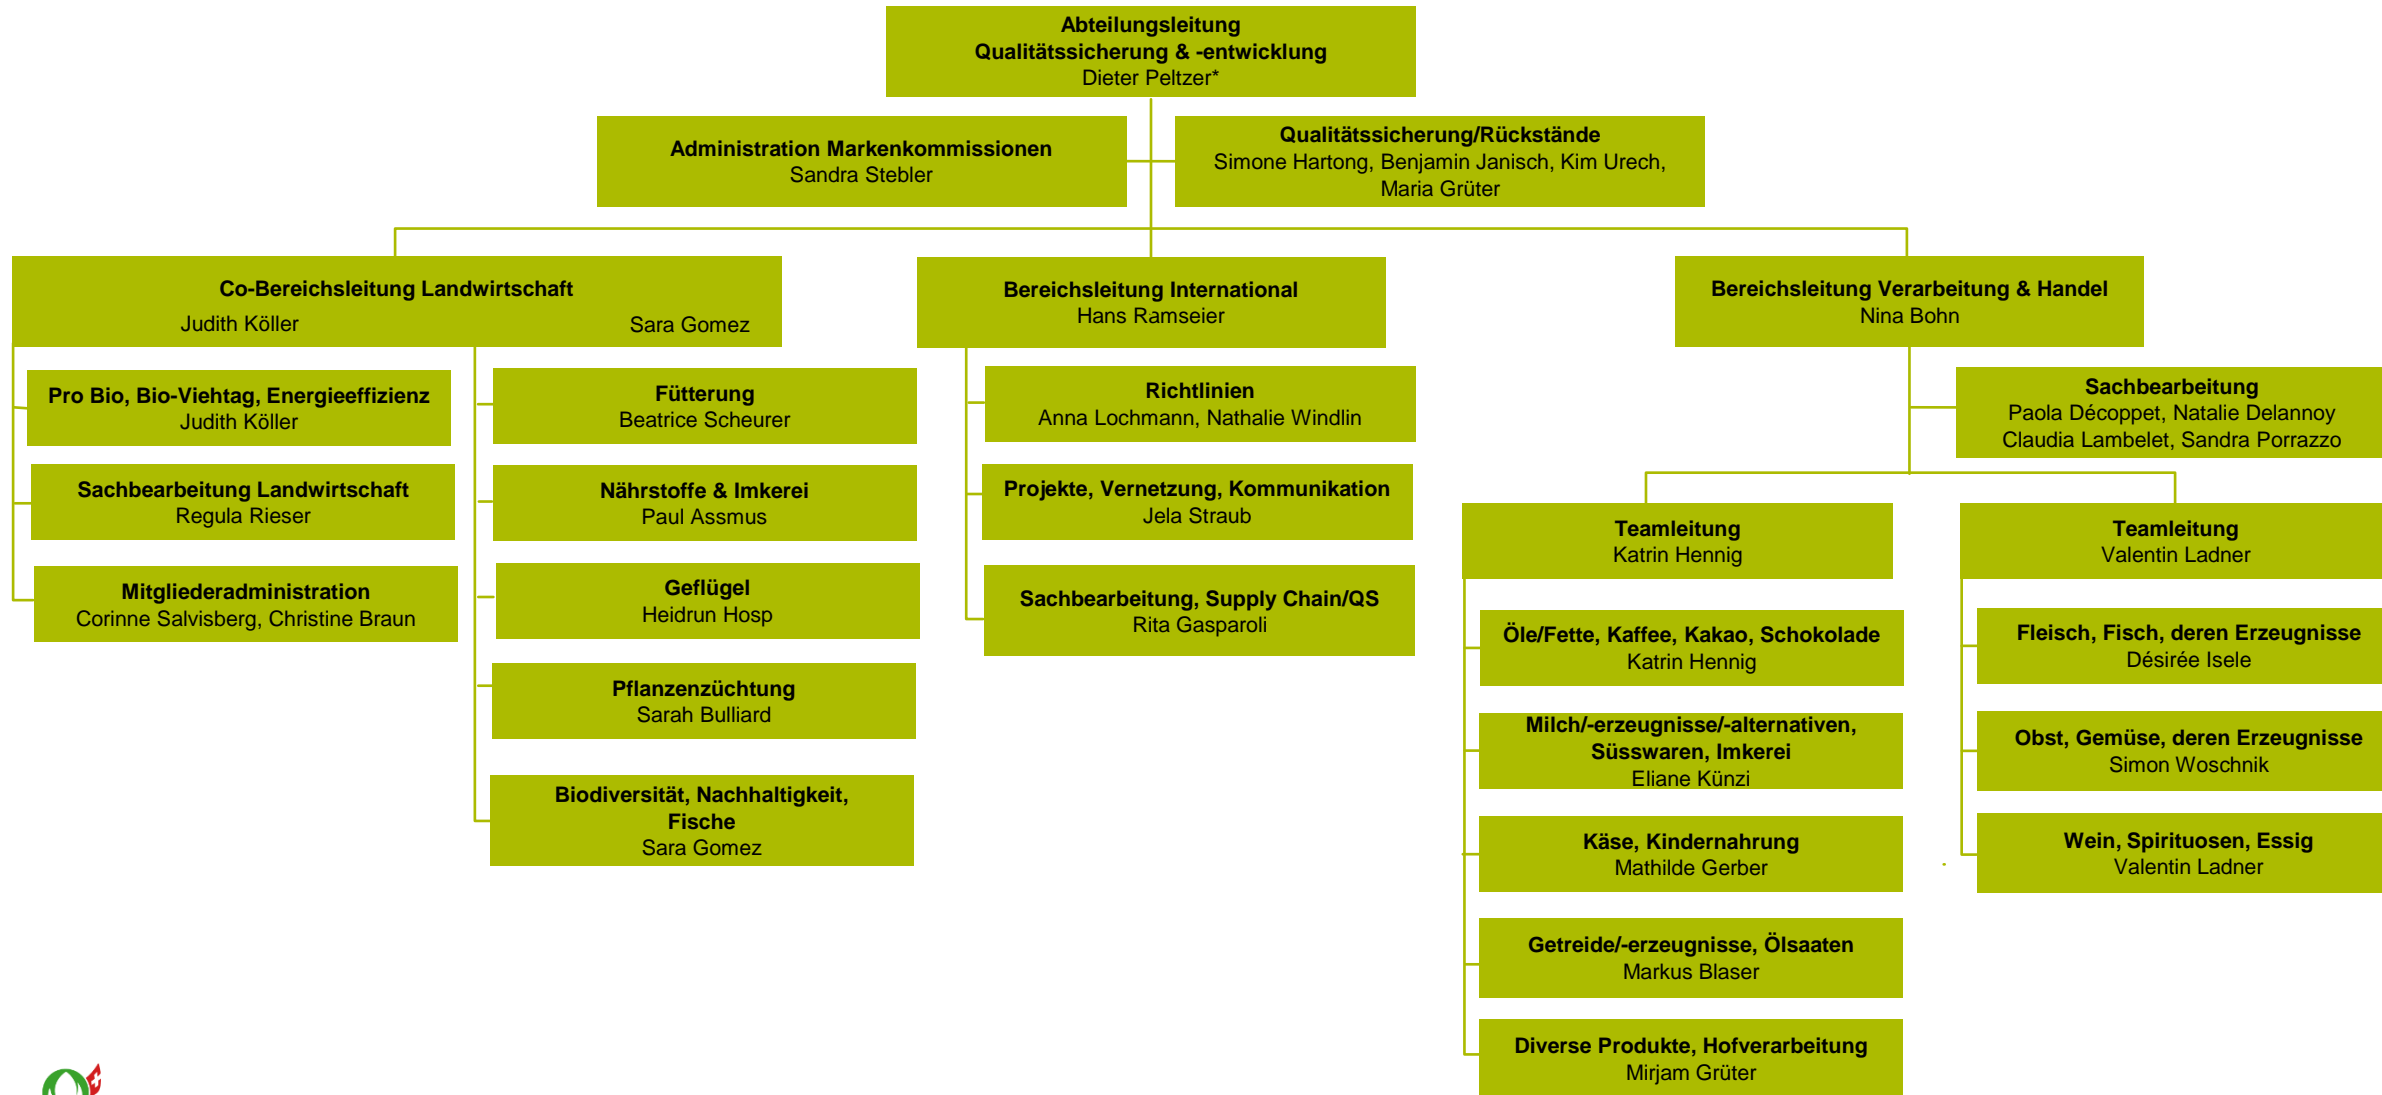 Abteilungsleitung
Qualitätssicherung & -entwicklung
Dieter Peltzer*
Administration Markenkommissionen
Sandra Stebler
Qualitätssicherung/Rückstände
Simone Hartong, Benjamin Janisch, Kim Urech,
Maria Grüter
Co-Bereichsleitung Landwirtschaft
Judith Köller
Sara Gomez
Pro Bio, Bio-Viehtag, Energieeffizienz
Judith Köller
Sachbearbeitung Landwirtschaft
Regula Rieser
Mitgliederadministration
Corinne Salvisberg, Christine Braun
Fütterung
Beatrice Scheurer
Nährstoffe & Imkerei
Paul Assmus
Geflügel
Heidrun Hosp
Pflanzenzüchtung
Sarah Bulliard
Biodiversität, Nachhaltigkeit,
Fische
Sara Gomez
Bereichsleitung International
Hans Ramseier
Richtlinien
Anna Lochmann, Nathalie Windlin
Projekte, Vernetzung, Kommunikation
Jela Straub
Sachbearbeitung, Supply Chain/QS
Rita Gasparoli
Bereichsleitung Verarbeitung & Handel
Nina Bohn
Sachbearbeitung
Paola Décoppet, Natalie Delannoy
Claudia Lambelet, Sandra Porrazzo
Teamleitung
Katrin Hennig
Öle/Fette, Kaffee, Kakao, Schokolade
Katrin Hennig
Milch/-erzeugnisse/-alternativen,
Süsswaren, Imkerei
Eliane Künzi
Käse, Kindernahrung
Mathilde Gerber
Getreide/-erzeugnisse, Ölsaaten
Markus Blaser
Diverse Produkte, Hofverarbeitung
Mirjam Grüter
Teamleitung
Valentin Ladner
Fleisch, Fisch, deren Erzeugnisse
Désirée Isele
Obst, Gemüse, deren Erzeugnisse
Simon Woschnik
Wein, Spirituosen, Essig
Valentin Ladner